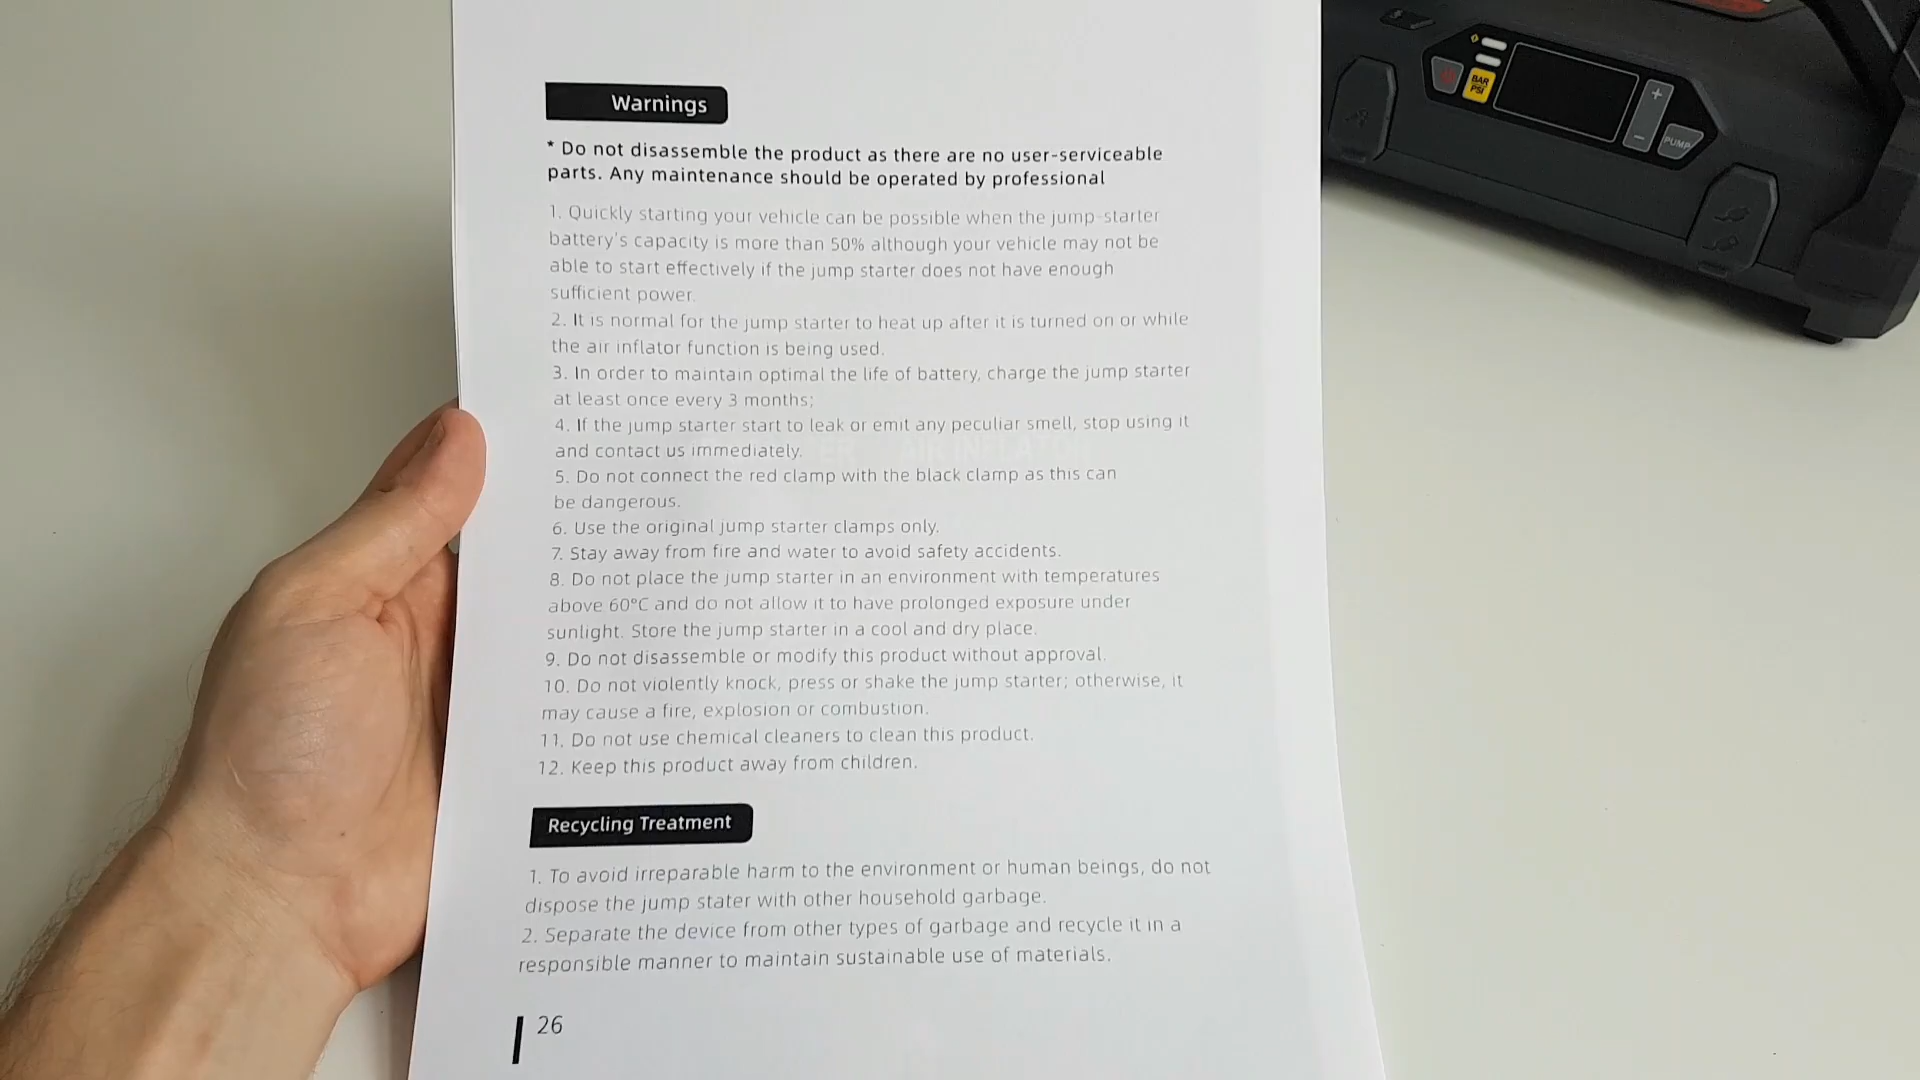 Warnings
* Do not disassemble the product as there are no user-serviceable
parts. Any maintenance should be operated by professional
1. Quickly starting your vehicle can be possible when the jump-starter
battery's capacity is more than 50% although your vehicle may not be
able to start effectively if the jump starter does not have enough
sufficient power.
2. It is normal for the jump starter to heat up after it is turned on or while
the air inflator function is being used.
3. In order to maintain optimal the life of battery, charge the jump starter
at least once every 3 months;
4. If the jump starter start to leak or emit any peculiar smell, stop using it
and contact us immediately.
5. Do not connect the red clamp with the black clamp as this can
be dangerous.
6. Use the original jump starter clamps only.
7. Stay away from fire and water to avoid safety accidents.
8. Do not place the jump starter in an environment with temperatures
above 60°C and do not allow it to have prolonged exposure under
sunlight. Store the jump starter in a cool and dry place.
9. Do not disassemble or modify this product without approval.
10. Do not violently knock, press or shake the jump starter; otherwise, it
may cause a fire, explosion or combustion.
11. Do not use chemical cleaners to clean this product.
12. Keep this product away from children.
Recycling Treatment
1. To avoid irreparable harm to the environment or human beings, do not
dispose the jump stater with other household garbage.
2. Separate the device from other types of garbage and recycle it in a
responsible manner to maintain sustainable use of materials.
26
BAR
PSI
+
−
PUMP